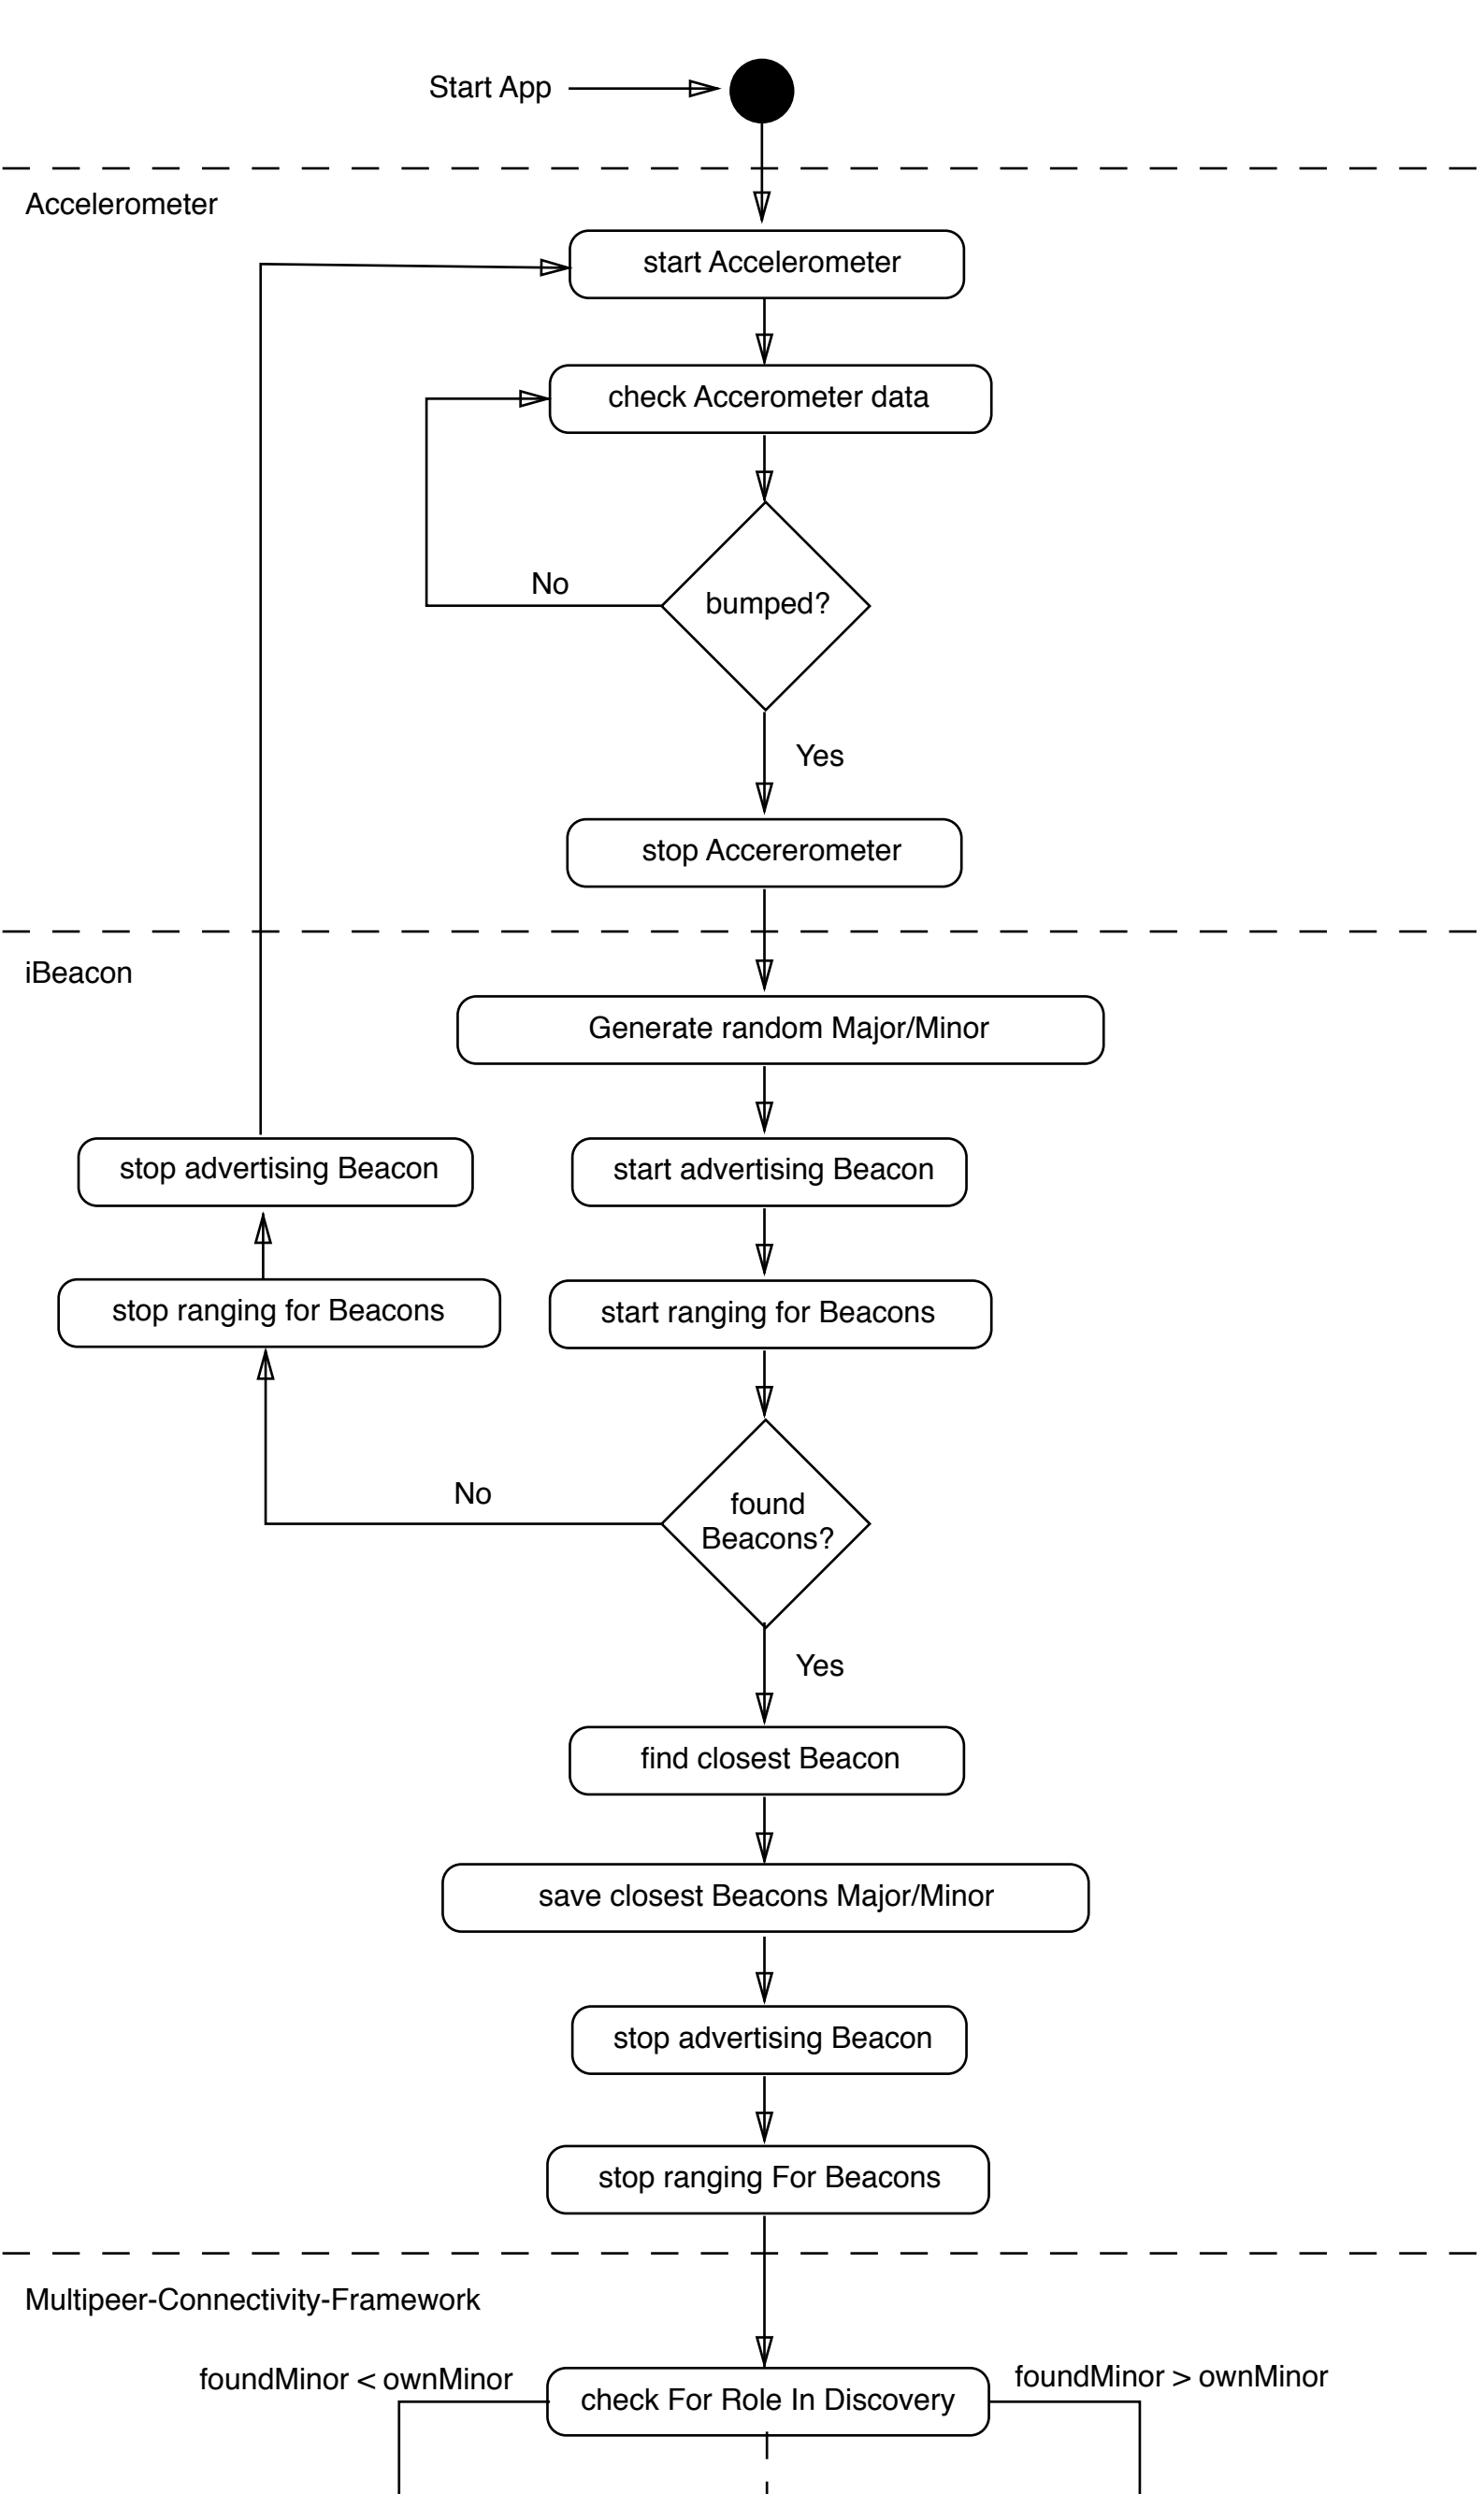 Start App
Accelerometer
start Accelerometer
check Accerometer data
No
bumped?
Yes
stop Accererometer
iBeacon
Generate random Major/Minor
stop advertising Beacon
start advertising Beacon
stop ranging for Beacons
start ranging for Beacons
No
found
Beacons?
Yes
find closest Beacon
save closest Beacons Major/Minor
stop advertising Beacon
stop ranging For Beacons
Multipeer-Connectivity-Framework
foundMinor < ownMinor
check For Role In Discovery
foundMinor > ownMinor